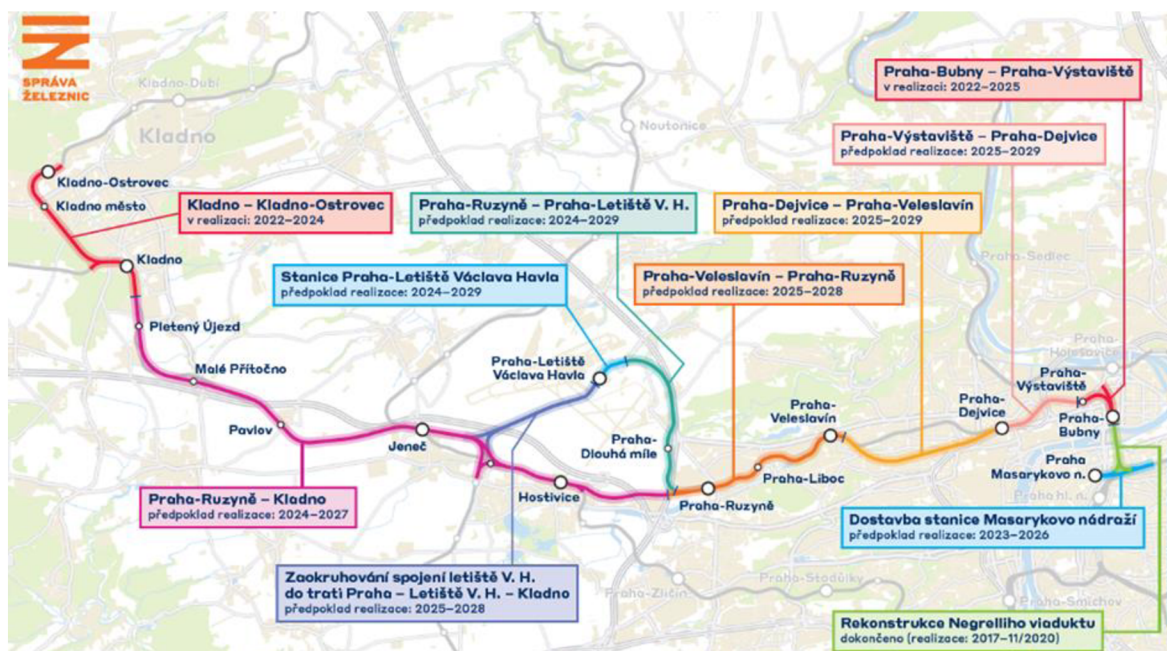 SPRÁVA
ŽELEZNIC
Kladno-Dubí
Kladno
Noutonice
Praha-Bubny – Praha-Výstaviště
v realizaci: 2022–2025
Praha-Výstaviště – Praha-Dejvice
předpoklad realizace: 2025–2029
Kladno-Ostrovec
Kladno město
Kladno – Kladno-Ostrovec
v realizaci: 2022–2024
Praha-Ruzyně – Praha-Letiště V. H.
předpoklad realizace: 2024–2029
Praha-Dejvice – Praha-Veleslavín
předpoklad realizace: 2025–2029
Kladno
Stanice Praha-Letiště Václava Havla
předpoklad realizace: 2024–2029
Praha-Veleslavín – Praha-Ruzyně
předpoklad realizace: 2025–2028
Praha-Sedlec
Pletený Újezd
Malé Přítočno
Praha-Letiště
Václava Havla
Praha-
Holešovice
Praha-
Výstaviště
Pavlov
Jeneč
Praha-
Dlouhá míle
Praha-
Veleslavín
Praha-
Dejvice
Praha-
Bubny
Praha
Masarykovo n.
Praha hl. n.
Hostivice
Praha-Ruzyně
Praha-Liboc
Praha-Ruzyně – Kladno
předpoklad realizace: 2024–2027
Dostavba stanice Masarykovo nádraží
předpoklad realizace: 2023–2026
Zaokruhování spojení letiště V. H.
do trati Praha – Letiště V. H. – Kladno
předpoklad realizace: 2025–2028
Praha-Zličín
Praha-Stodůlky
Praha-Smíchov
Rekonstrukce Negrelliho viaduktu
dokončeno (realizace: 2017–11/2020)